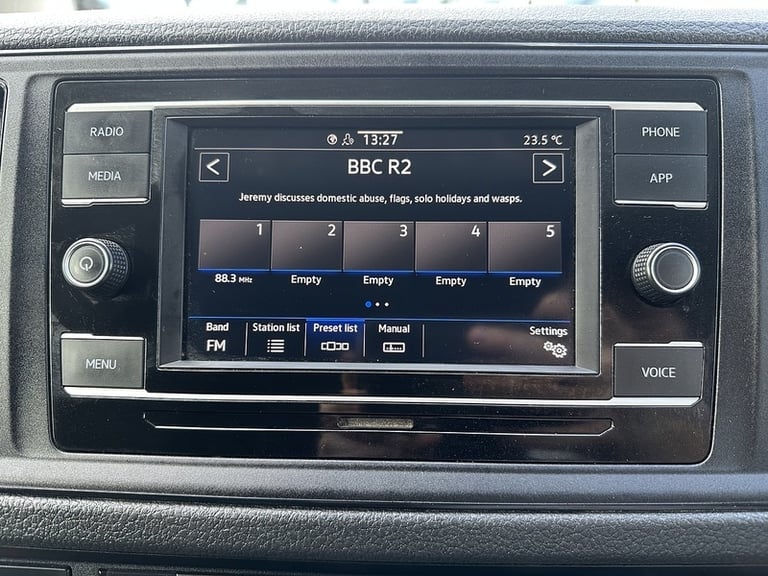 RADIO
MEDIA
MENU
PHONE
APP
VOICE
13:27
23.5 °C
<
BBC R2
>
Jeremy discusses domestic abuse, flags, solo holidays and wasps.
1 2 3 4 5
88.3 MHz Empty Empty Empty Empty
Band Station list Preset list Manual Settings
FM